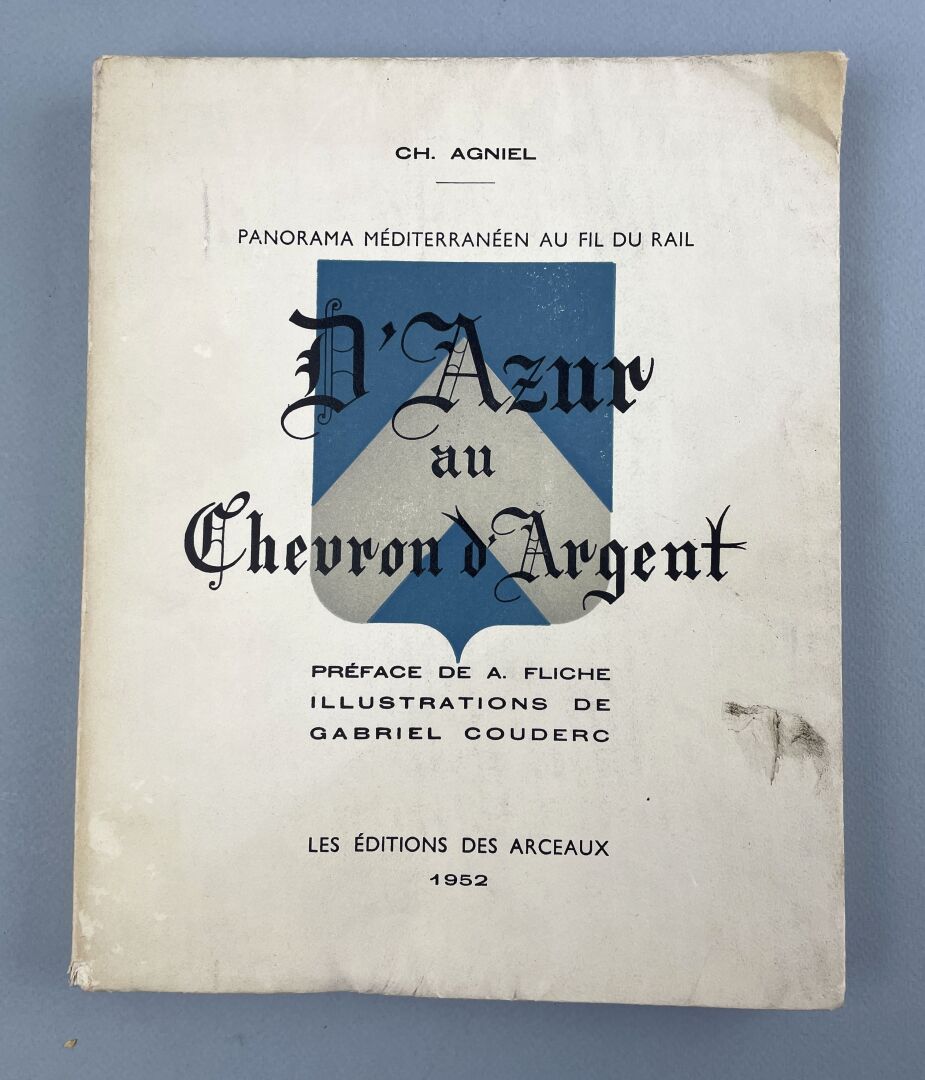 CH. AGNIEL
PANORAMA MÉDITERRANÉEN AU FIL DU RAIL
D'Azur
au
Chevron d'Argent
PRÉFACE DE A. FLICHE
ILLUSTRATIONS DE
GABRIEL COUDERC
LES ÉDITIONS DES ARCEAUX
1952